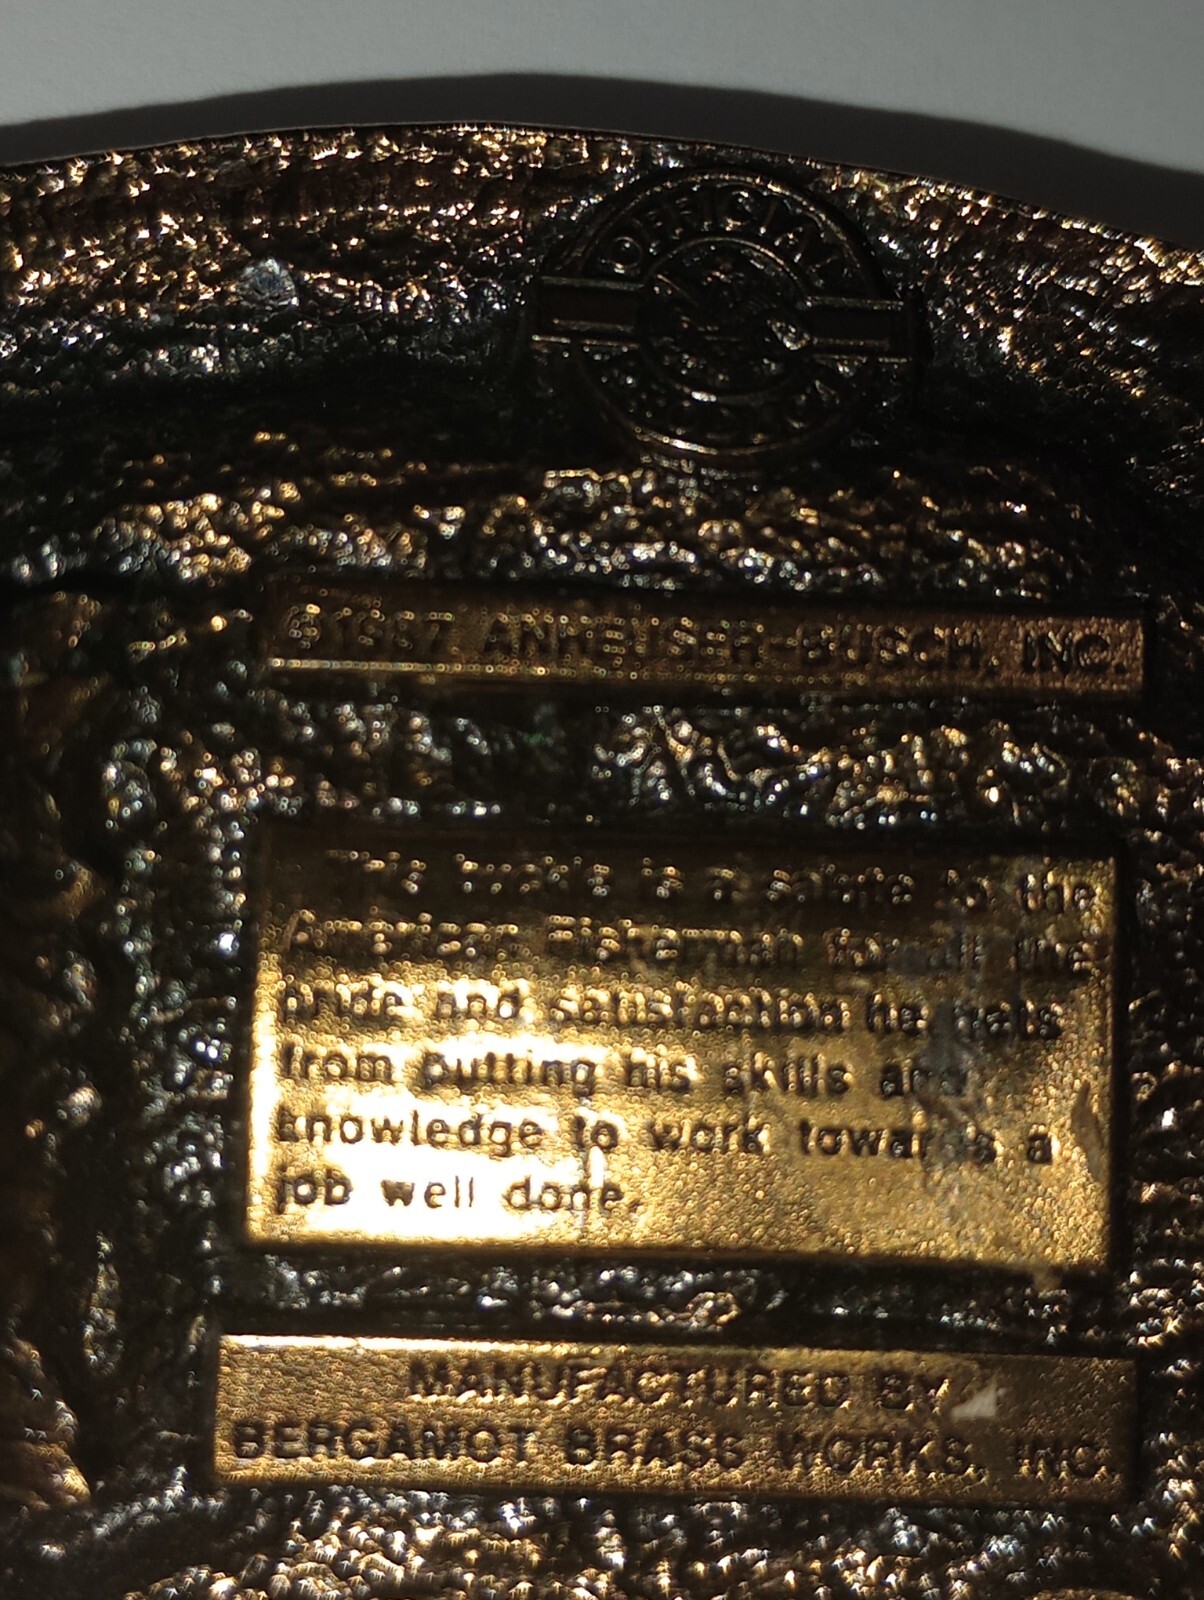 OFFICIAL
©1987 ANHEUSER-BUSCH, INC.
This buckle is a salute to the
American Fisherman for all the
pride and satisfaction he gets
from putting his skills and
knowledge to work towards a
job well done.
MANUFACTURED BY
BERGAMOT BRASS WORKS, INC.